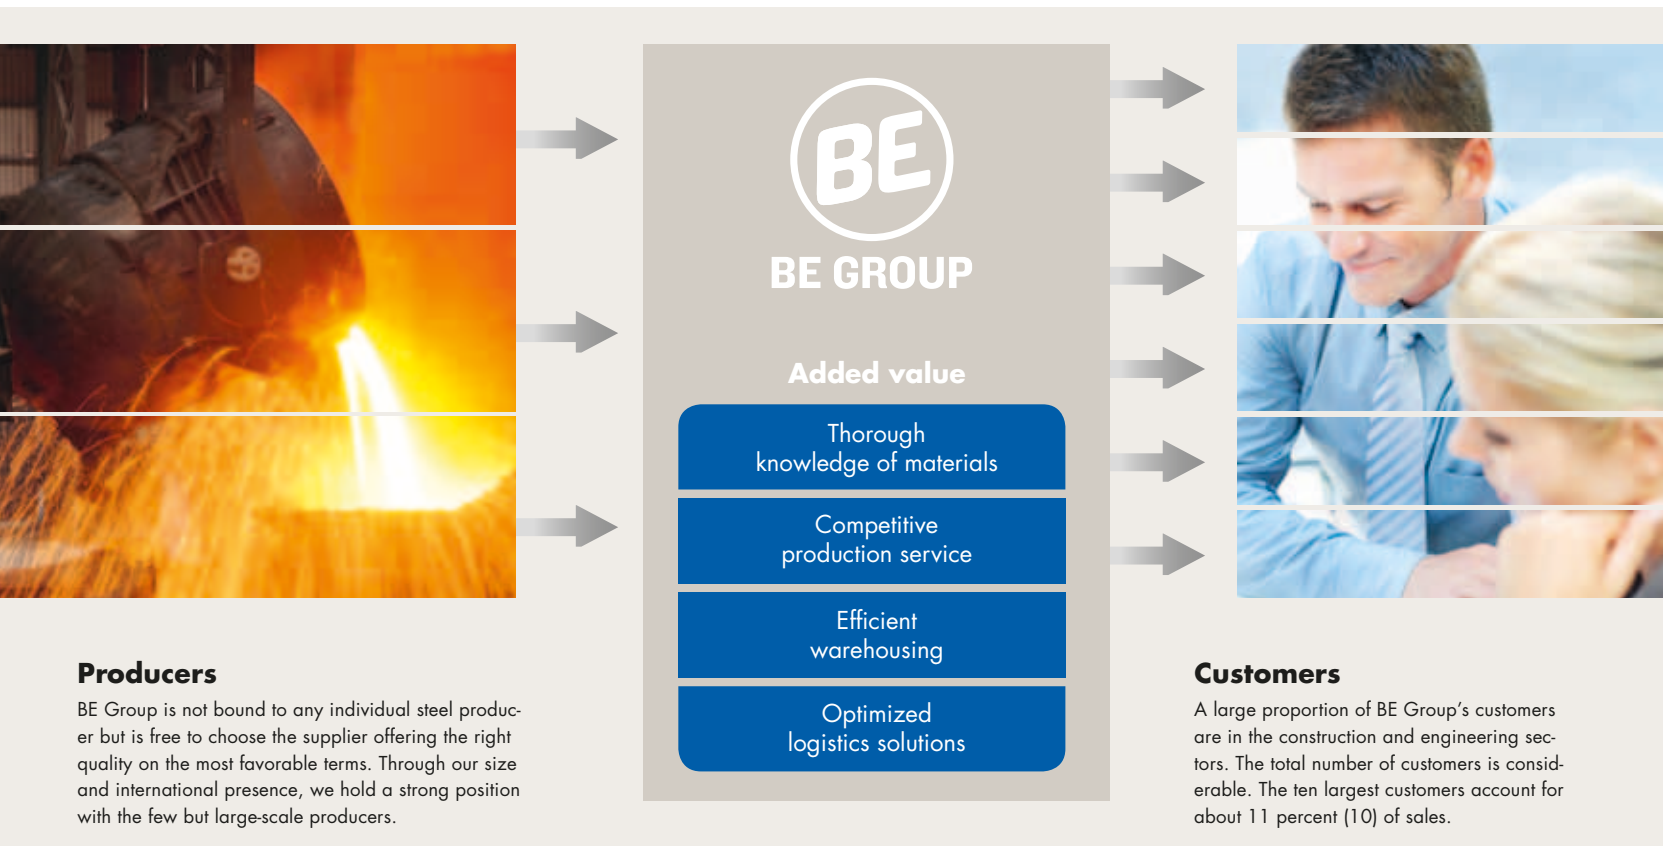 BE
BE GROUP
Added value
Thorough
knowledge of materials
Competitive
production service
Efficient
warehousing
Optimized
logistics solutions
Producers
BE Group is not bound to any individual steel produc-
er but is free to choose the supplier offering the right
quality on the most favorable terms. Through our size
and international presence, we hold a strong position
with the few but large-scale producers.
Customers
A large proportion of BE Group’s customers
are in the construction and engineering sec-
tors. The total number of customers is consid-
erable. The ten largest customers account for
about 11 percent (10) of sales.